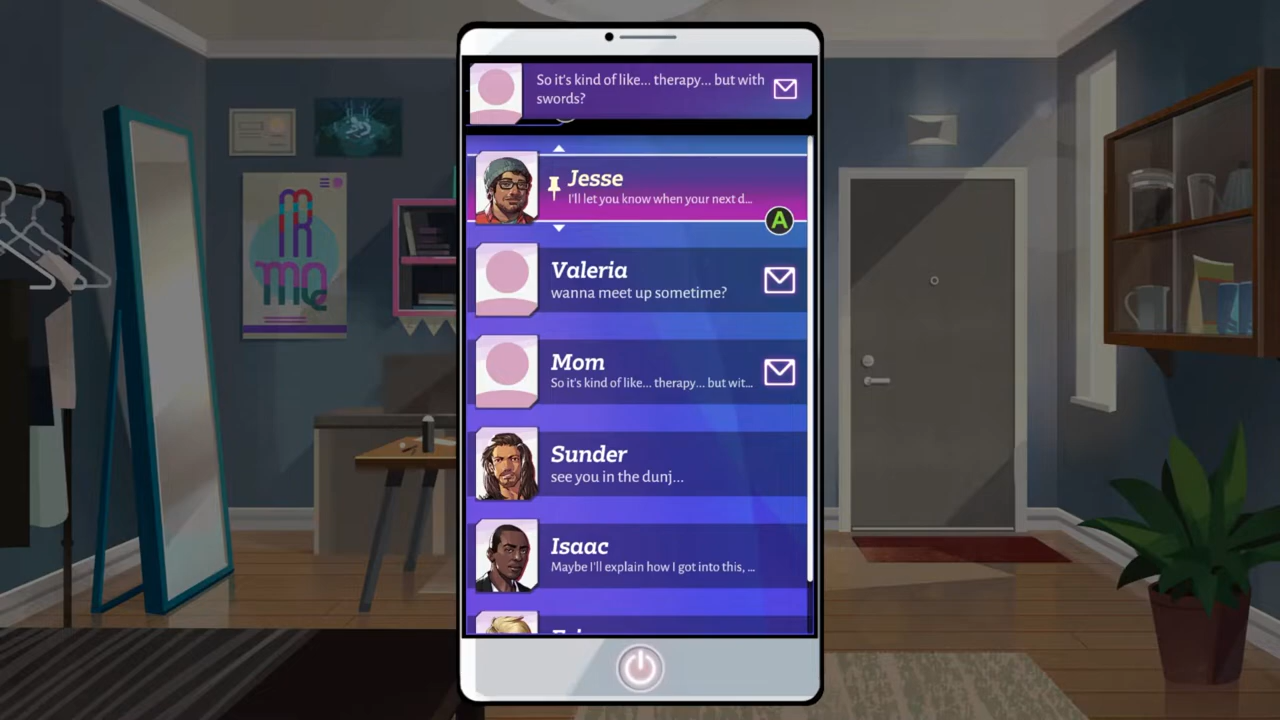 So it's kind of like... therapy... but with
swords?
Jesse
I'll let you know when your next d...
A
Valeria
wanna meet up sometime?
Mom
So it's kind of like... therapy... but wit...
Sunder
see you in the dunj...
Isaac
Maybe I'll explain how I got into this, ...